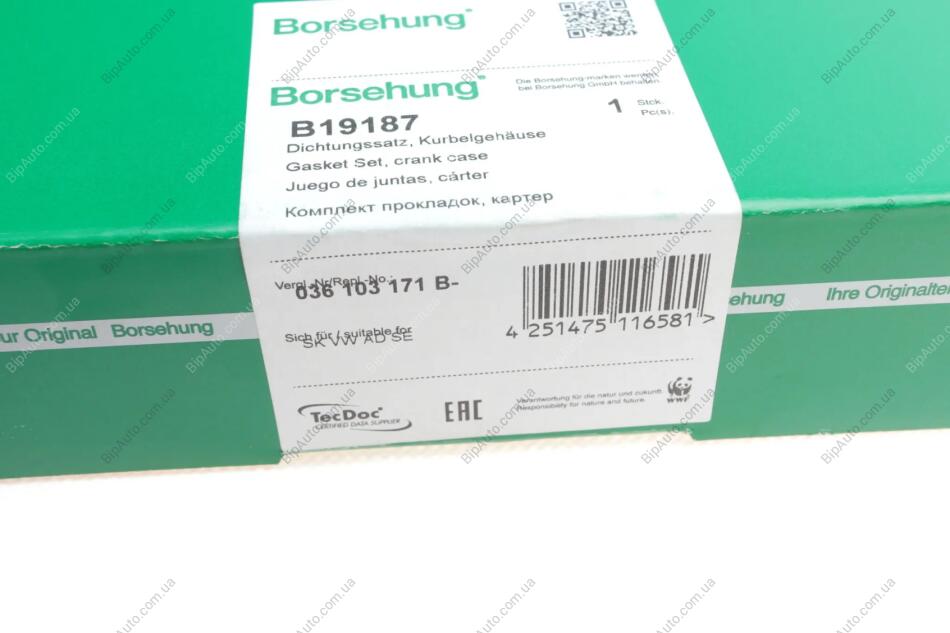 Borsehung®
Borsehung®
Die Borsehung-marken werden
bei Borsehung GmbH behalten.
B19187
1 Stck.
Pc(s).
Dichtungssatz, Kurbelgehäuse
Gasket Set, crank case
Juego de juntas, cárter
Комплект прокладок, картер
Vergl.-Nr/Repl.-No.:
036 103 171 B-
Sich für / suitable for
SK VW AD SE
4 251475 116581 >
TecDoc®
CERTIFIED DATA SUPPLIER
EAC
Verantwortung für die natur und zukunft.
Responsibility for nature and future.
WWF
ur Original Borsehung
ehung Ihre Originaltei
BipAuto.com.ua